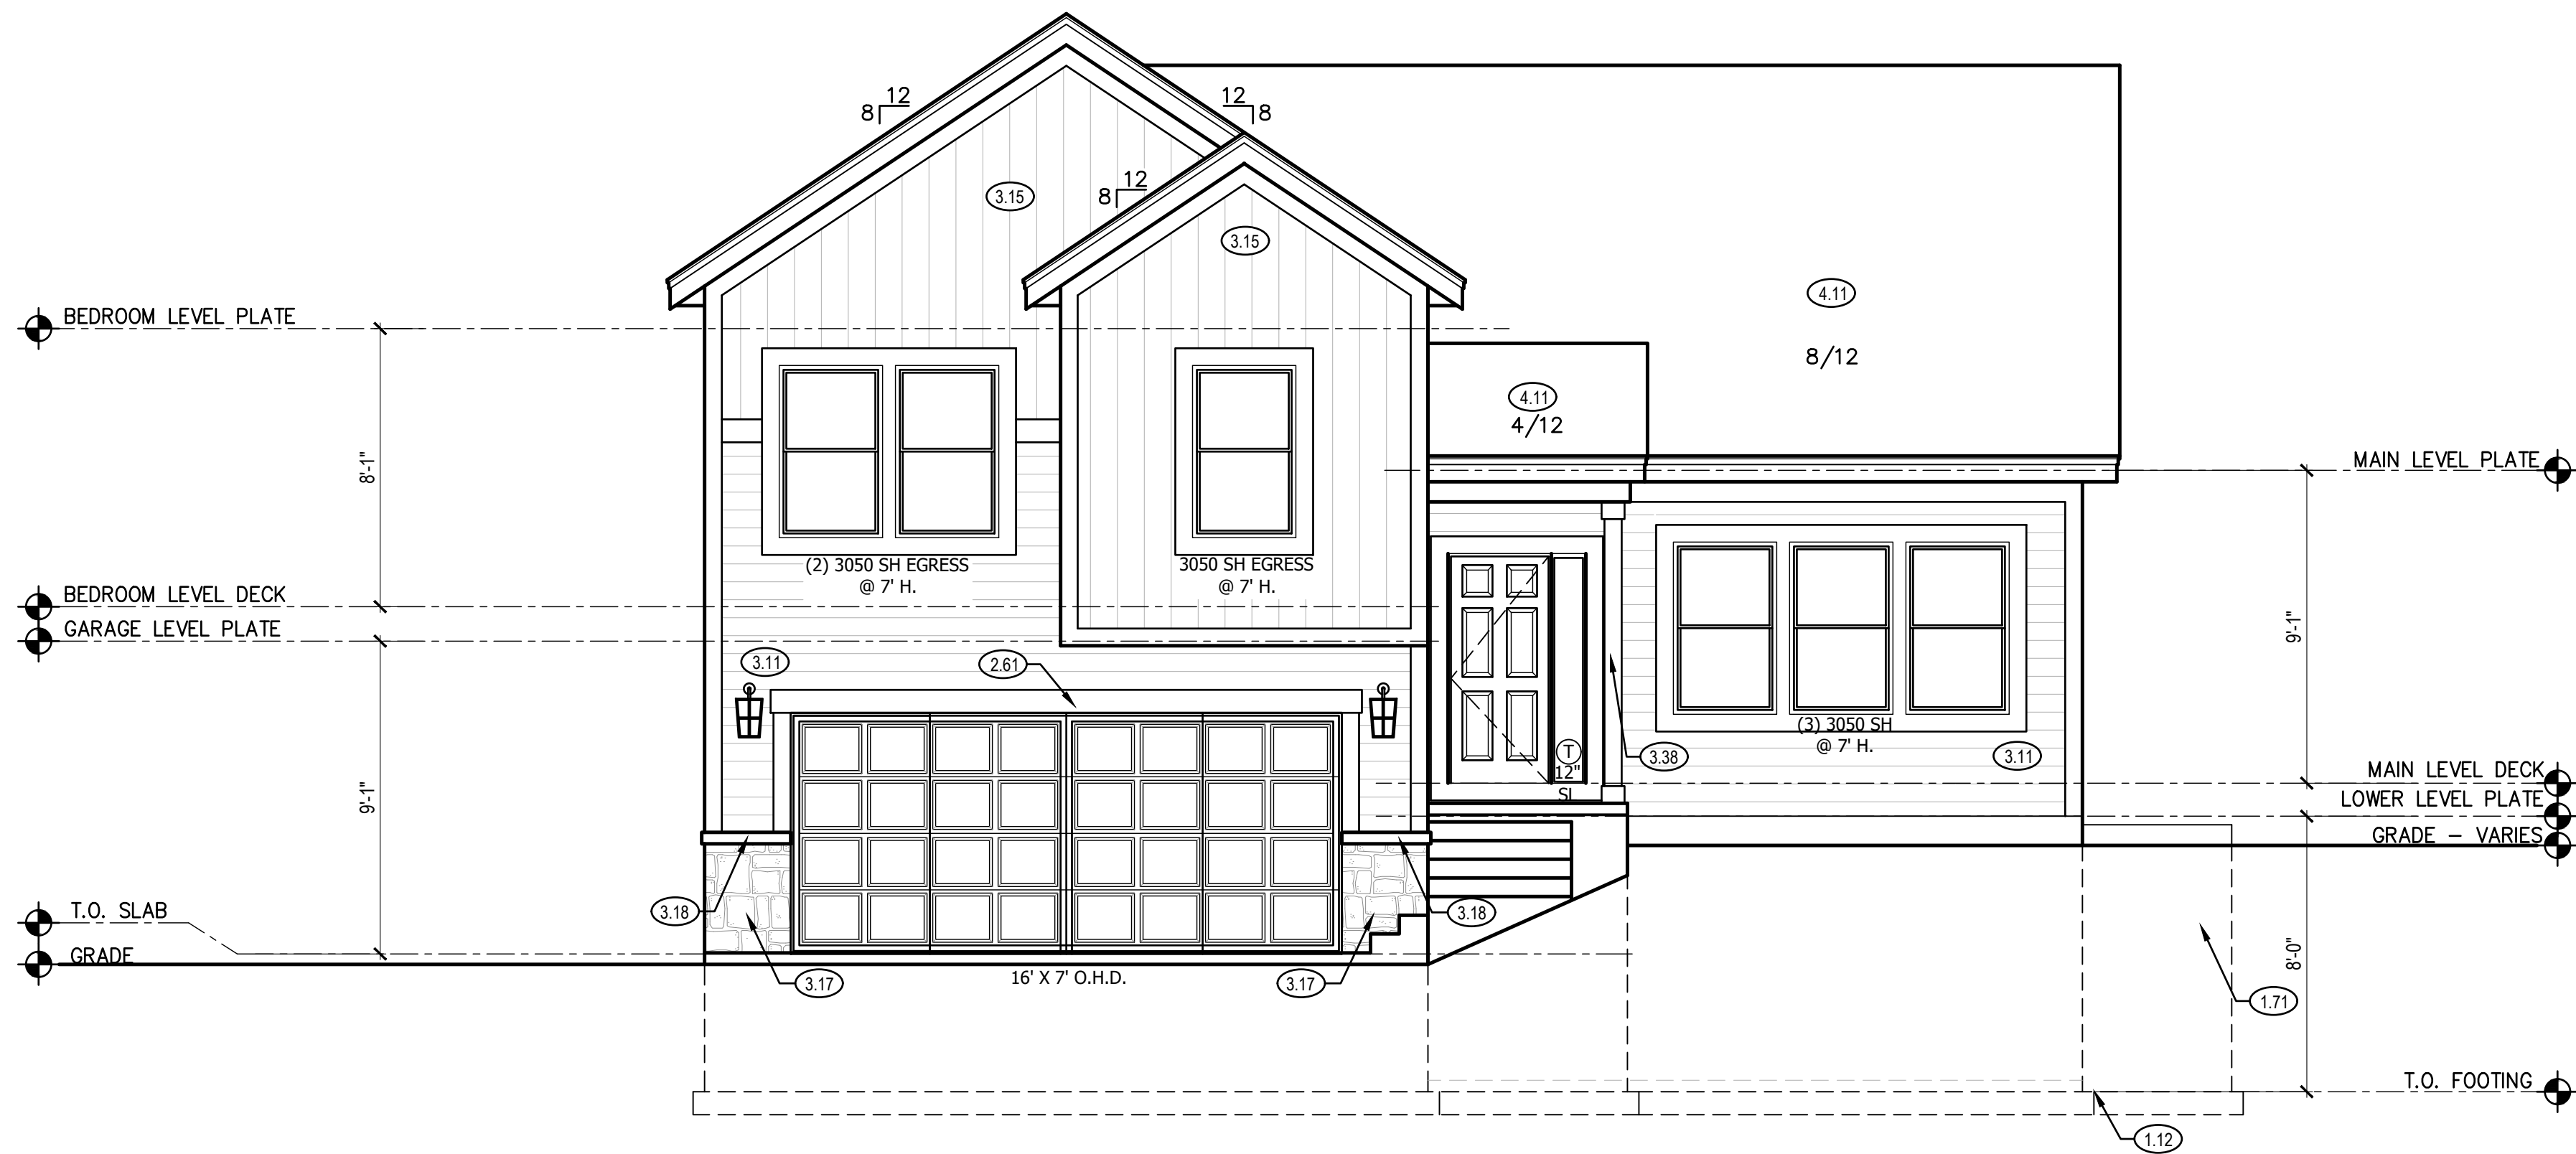 12
8
12
8
12
8
3.15
3.15
4.11
8/12
4.11
4/12
BEDROOM LEVEL PLATE
8'-1"
BEDROOM LEVEL DECK
GARAGE LEVEL PLATE
9'-1"
T.O. SLAB
GRADE
(2) 3050 SH EGRESS
@ 7' H.
3050 SH EGRESS
@ 7' H.
3.11
2.61
T
12"
SL
3.38
(3) 3050 SH
@ 7' H.
3.11
3.18
3.18
3.17
16' X 7' O.H.D.
3.17
MAIN LEVEL PLATE
9'-1"
MAIN LEVEL DECK
LOWER LEVEL PLATE
GRADE – VARIES
8'-0"
1.71
T.O. FOOTING
1.12